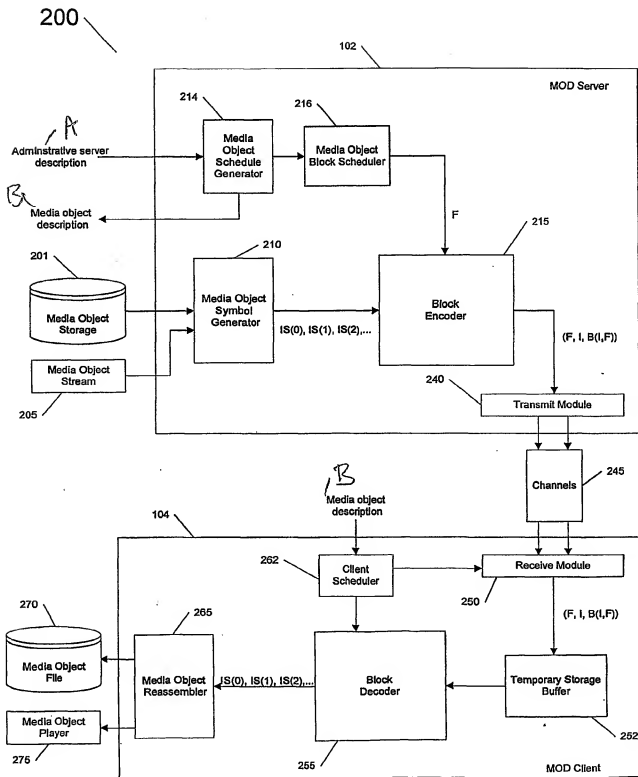 200
102
MOD Server
214
216
A
Adminstrative server
description
Media
Object
Schedule
Generator
Media
Object
Block Scheduler
B
Media object
description
F
201
210
215
Media Object
Storage
Media Object
Symbol
Generator
IS(0), IS(1), IS(2),...
Block
Encoder
(F, I, B(I,F))
Media Object
Stream
205
240
Transmit Module
B
Media object
description
Channels
245
104
262
Client
Scheduler
Receive Module
250
270
265
(F, I, B(I,F))
Media Object
File
Media Object
Reassembler
IS(0), IS(1), IS(2),...
Block
Decoder
Temporary Storage
Buffer
Media Object
Player
275
255
252
MOD Client